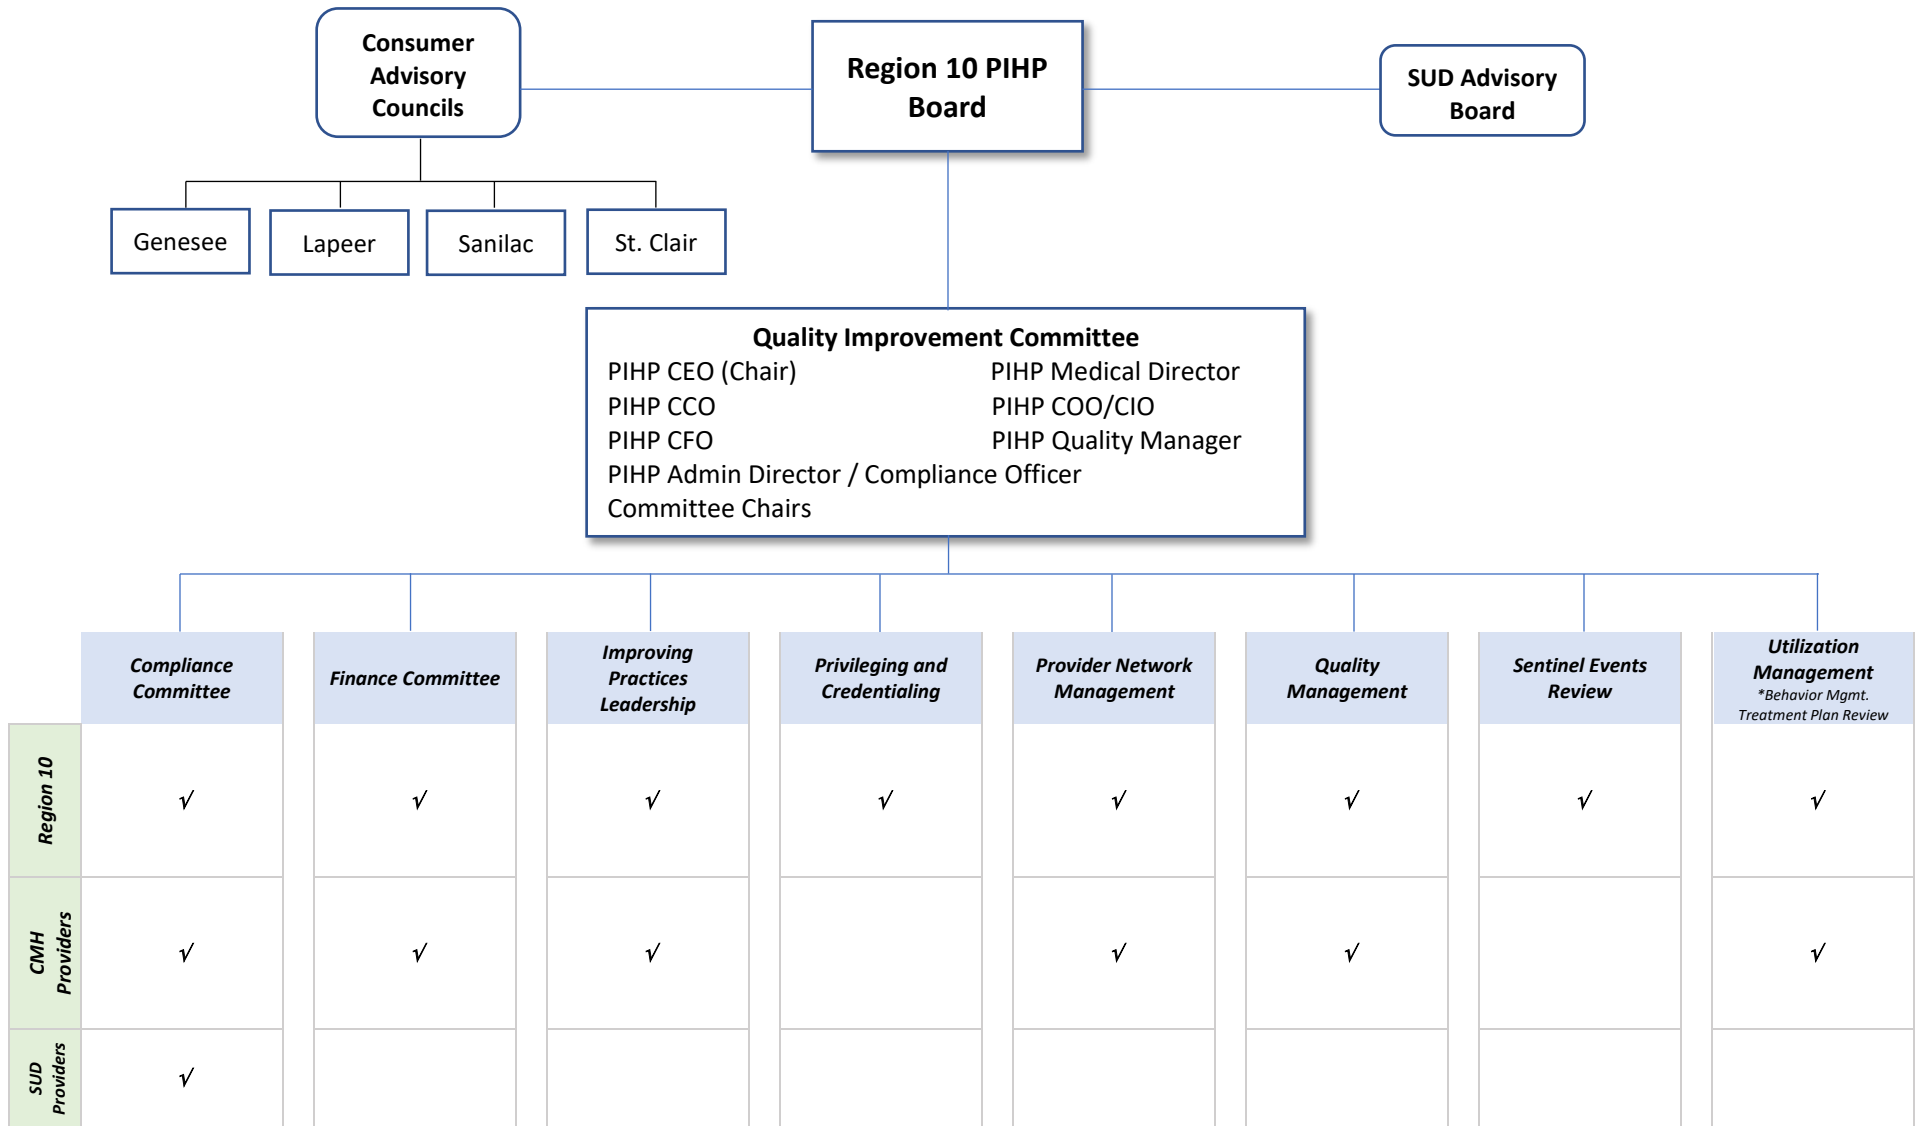 Consumer
Advisory
Councils
Region 10 PIHP
Board
SUD Advisory
Board
Genesee
Lapeer
Sanilac
St. Clair
Quality Improvement Committee
PIHP CEO (Chair) PIHP Medical Director
PIHP CCO PIHP COO/CIO
PIHP CFO PIHP Quality Manager
PIHP Admin Director / Compliance Officer
Committee Chairs
Compliance
Committee
Finance Committee
Improving
Practices
Leadership
Privileging and
Credentialing
Provider Network
Management
Quality
Management
Sentinel Events
Review
Utilization
Management
*Behavior Mgmt.
Treatment Plan Review
Region 10
√ √ √ √ √ √ √ √
CMH
Providers
√ √ √ √ √ √
SUD
Providers
√